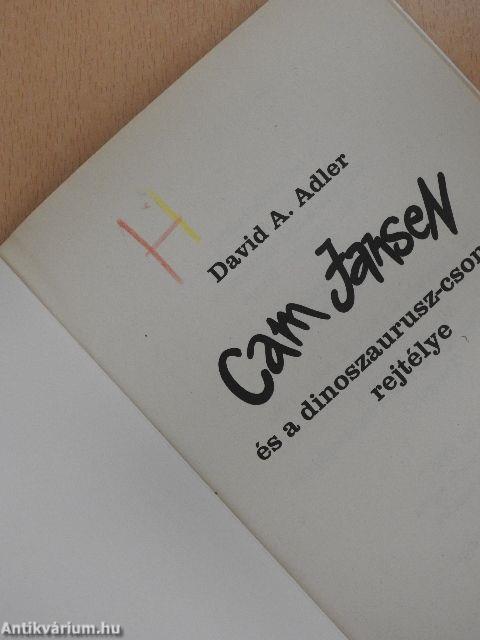 H
David A. Adler
Cam Jansen
és a dinoszaurusz-cson
rejtélye
Antikvárium.hu